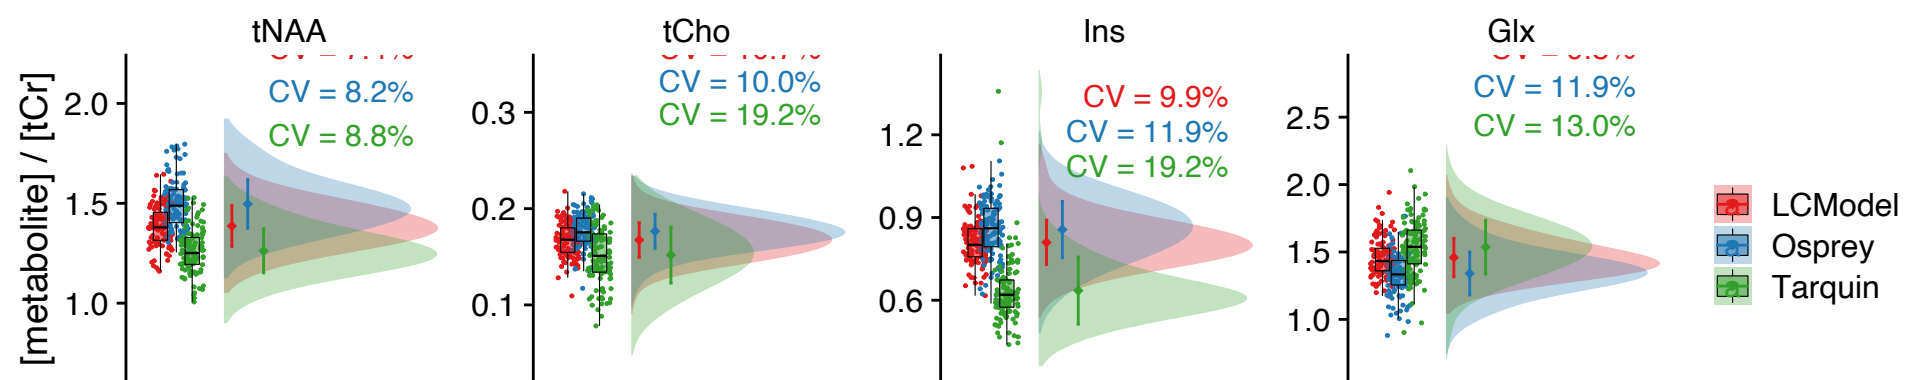 tNAA
tCho
Ins
Glx
[metabolite] / [tCr]
2.0
1.5
1.0
CV = 8.2%
CV = 8.8%
0.3
0.2
0.1
CV = 10.0%
CV = 19.2%
1.2
0.9
0.6
CV = 9.9%
CV = 11.9%
CV = 19.2%
2.5
2.0
1.5
1.0
CV = 11.9%
CV = 13.0%
LCModel
Osprey
Tarquin